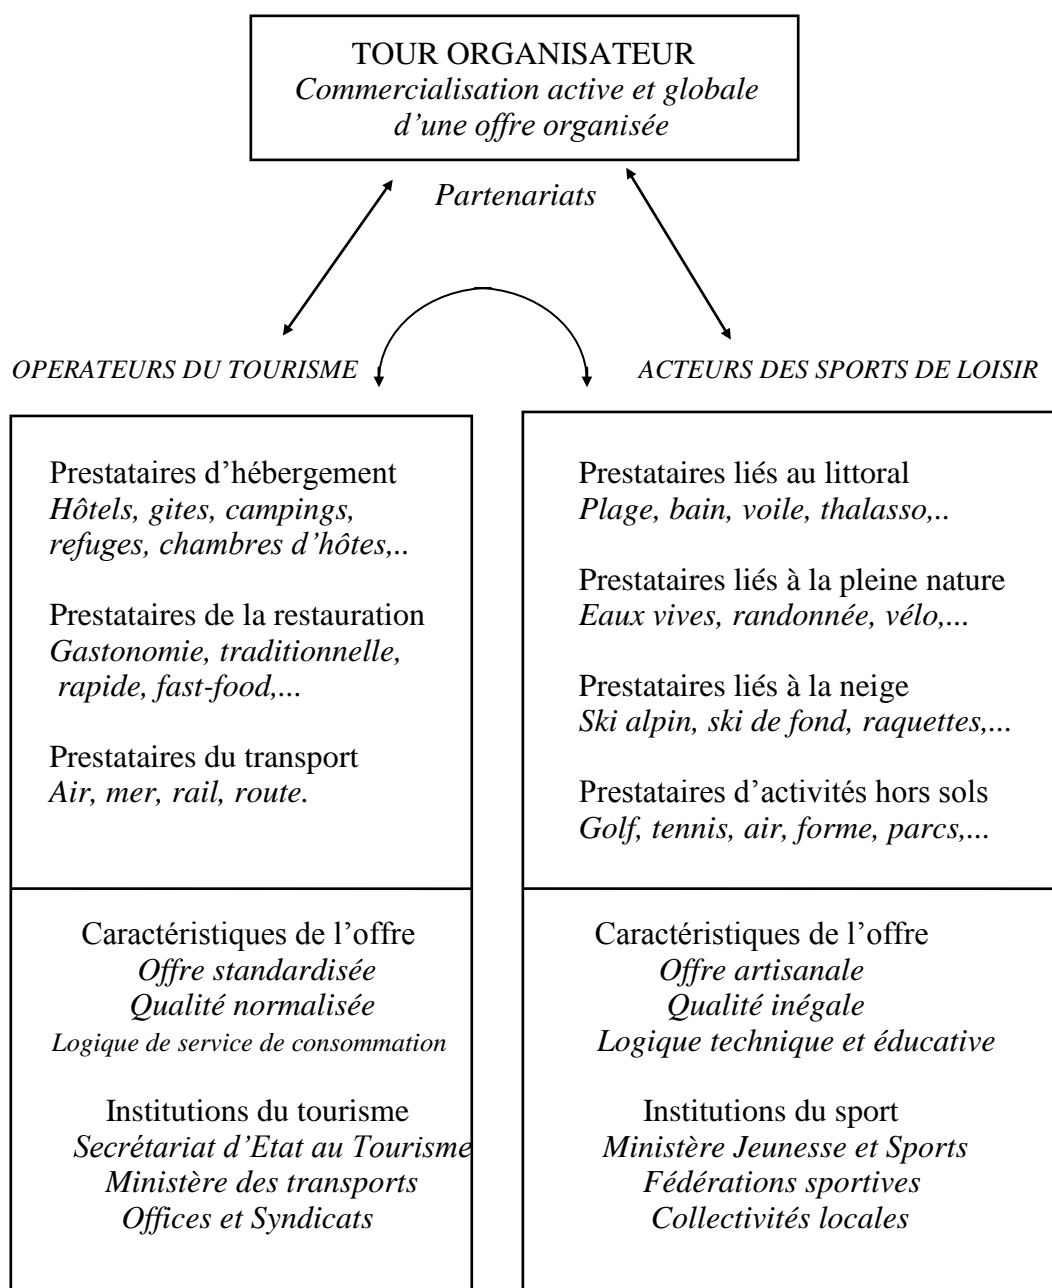 TOUR ORGANISATEUR
Commercialisation active et globale
d’une offre organisée
Partenariats
OPERATEURS DU TOURISME
ACTEURS DES SPORTS DE LOISIR
Prestataires d’hébergement
Hôtels, gites, campings,
refuges, chambres d’hôtes,..
Prestataires de la restauration
Gastonomie, traditionnelle,
rapide, fast-food,...
Prestataires du transport
Air, mer, rail, route.
Caractéristiques de l’offre
Offre standardisée
Qualité normalisée
Logique de service de consommation
Institutions du tourisme
Secrétariat d’Etat au Tourisme
Ministère des transports
Offices et Syndicats
Prestataires liés au littoral
Plage, bain, voile, thalasso,..
Prestataires liés à la pleine nature
Eaux vives, randonnée, vélo,...
Prestataires liés à la neige
Ski alpin, ski de fond, raquettes,...
Prestataires d’activités hors sols
Golf, tennis, air, forme, parcs,...
Caractéristiques de l’offre
Offre artisanale
Qualité inégale
Logique technique et éducative
Institutions du sport
Ministère Jeunesse et Sports
Fédérations sportives
Collectivités locales